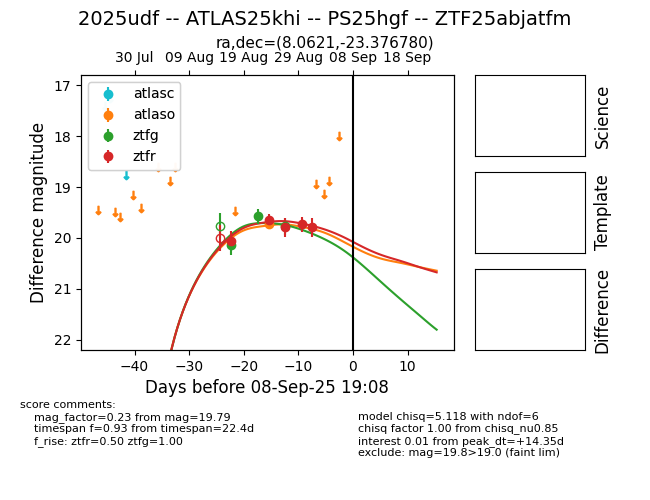 2025udf -- ATLAS25khi -- PS25hgf -- ZTF25abjatfm
ra,dec=(8.0621,-23.376780)
30 Jul 09 Aug 19 Aug 29 Aug 08 Sep 18 Sep
17
18
19
20
21
22
Difference magnitude
atlasc
atlaso
ztfg
ztfr
−40 −30 −20 −10 0 10
Days before 08-Sep-25 19:08
Science
Template
Difference
score comments:
mag_factor=0.23 from mag=19.79
timespan f=0.93 from timespan=22.4d
f_rise: ztfr=0.50 ztfg=1.00
model chisq=5.118 with ndof=6
chisq factor 1.00 from chisq_nu0.85
interest 0.01 from peak_dt=+14.35d
exclude: mag=19.8>19.0 (faint lim)